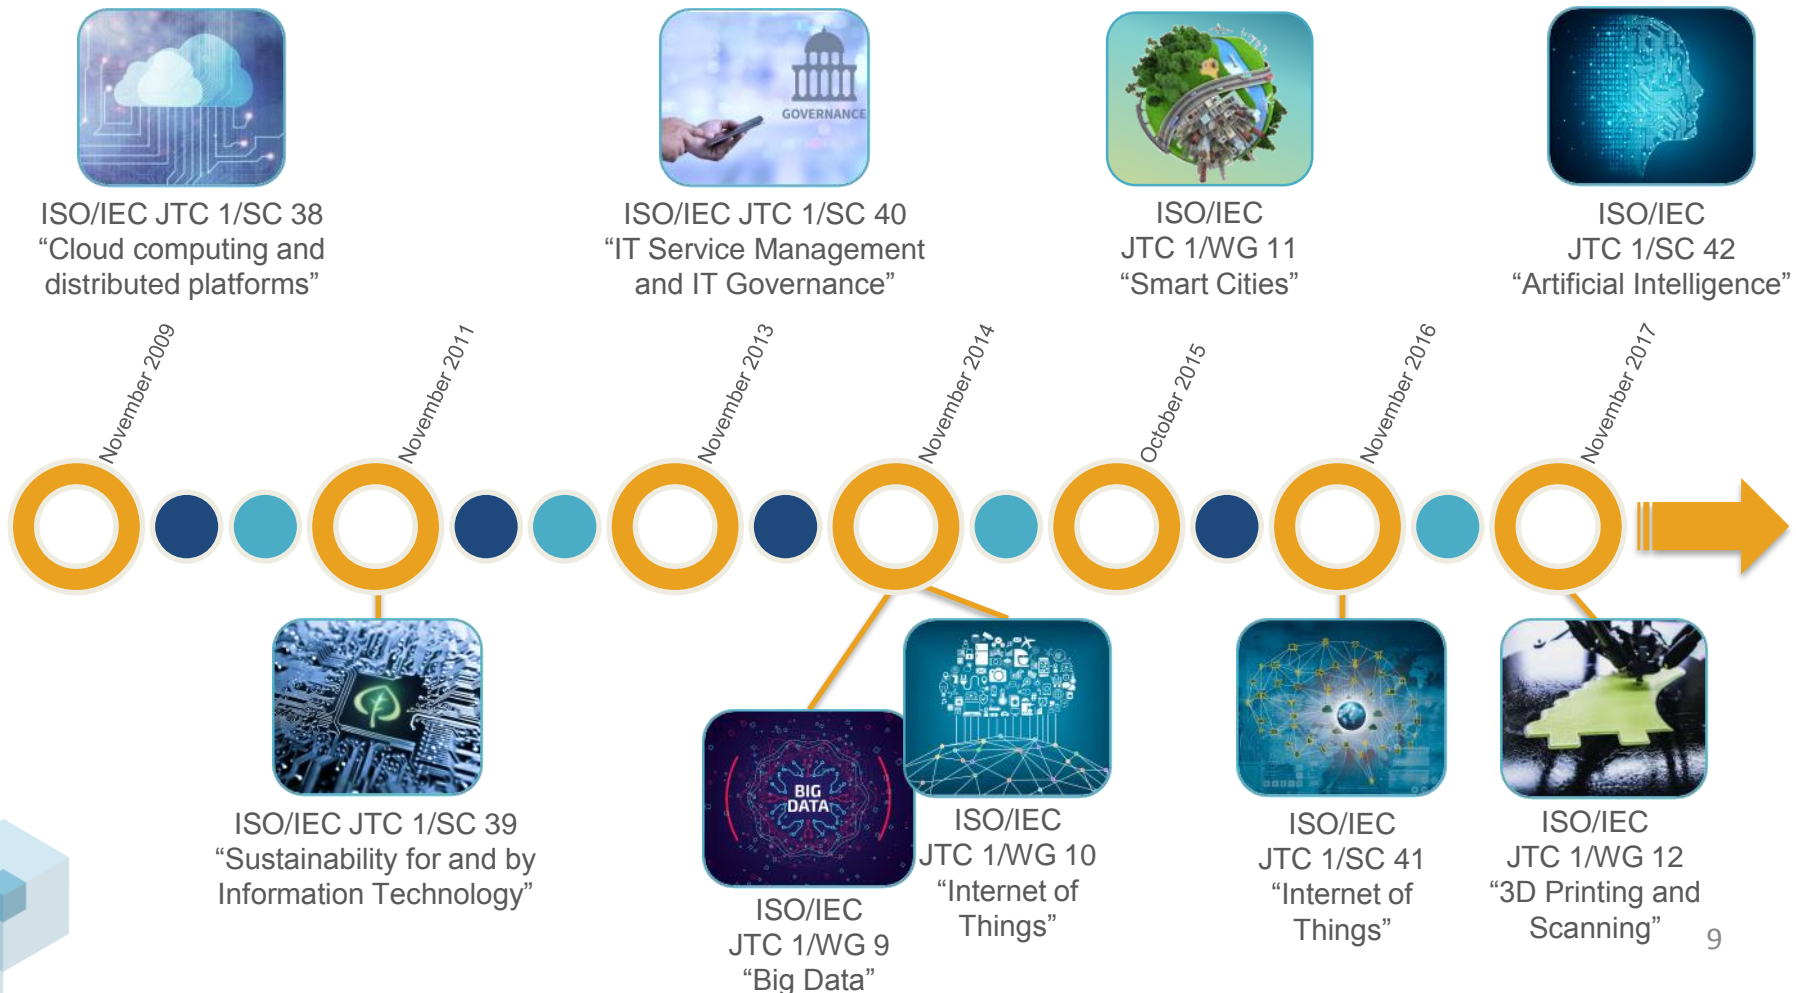 GOVERNANCE
ISO/IEC JTC 1/SC 38
“Cloud computing and
distributed platforms”
ISO/IEC JTC 1/SC 40
“IT Service Management
and IT Governance”
ISO/IEC
JTC 1/WG 11
“Smart Cities”
ISO/IEC
JTC 1/SC 42
“Artificial Intelligence”
November 2009
November 2011
November 2013
November 2014
October 2015
November 2016
November 2017
ISO/IEC JTC 1/SC 39
“Sustainability for and by
Information Technology”
BIG
DATA
ISO/IEC
JTC 1/WG 9
“Big Data”
ISO/IEC
JTC 1/WG 10
“Internet of
Things”
ISO/IEC
JTC 1/SC 41
“Internet of
Things”
ISO/IEC
JTC 1/WG 12
“3D Printing and
Scanning”
9